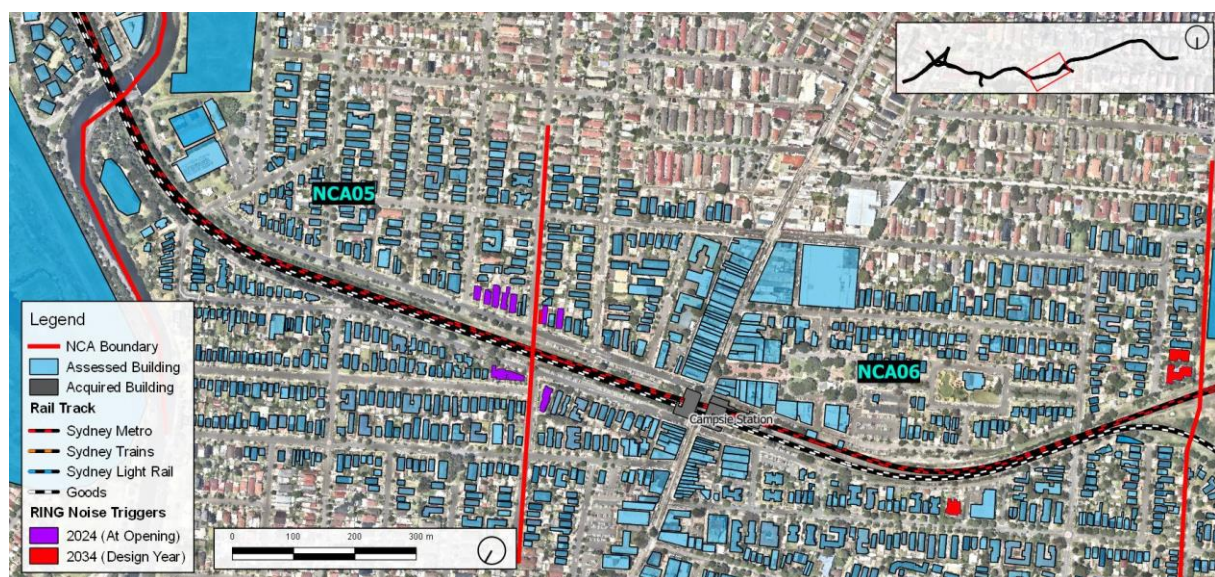 NCA05
NCA06
Campsie Station
Legend
NCA Boundary
Assessed Building
Acquired Building
Rail Track
Sydney Metro
Sydney Trains
Sydney Light Rail
Goods
RING Noise Triggers
2024 (At Opening)
2034 (Design Year)
0 100 200 300 m